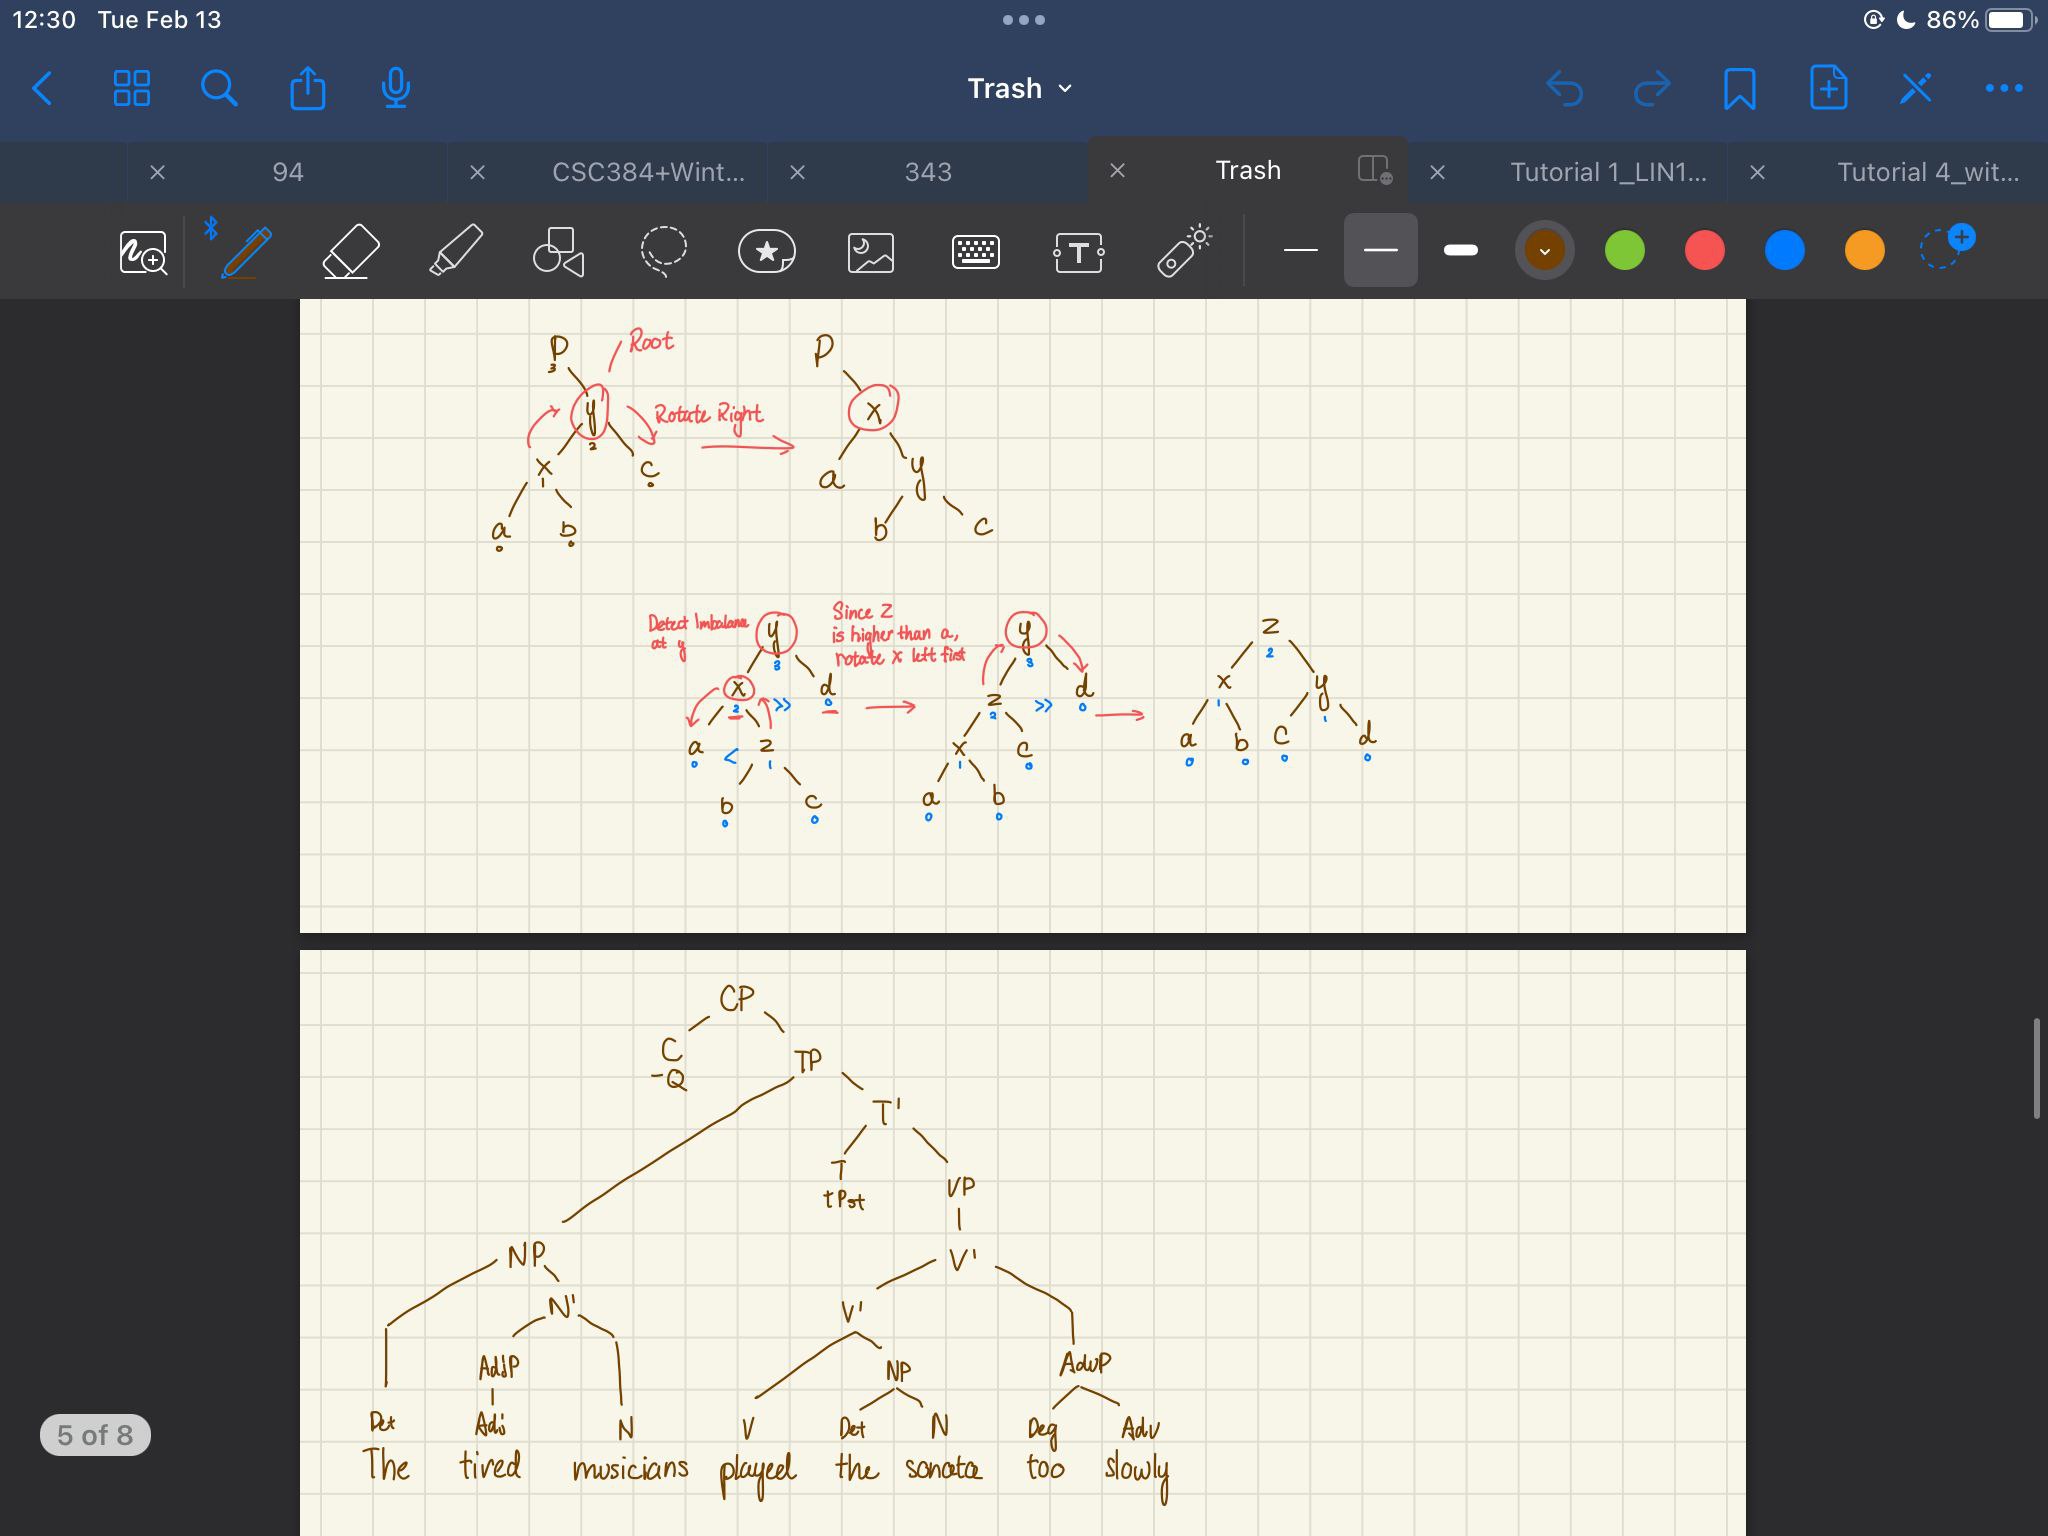 12:30 Tue Feb 13
86%
Trash
94
CSC384+Wint...
343
Trash
Tutorial 1_LIN1...
Tutorial 4_wit...
T
P
3
Root
y
2
Rotate Right
x
1
c
0
a
0
b
0
P
x
a
y
b
c
Detect Imbalance
at y
y
3
x
2
>>
d
0
a
0
<
z
1
b
0
c
0
Since Z
is higher than a,
rotate x left first
y
3
z
2
>>
d
0
x
1
c
0
a
0
b
0
z
2
x
1
y
1
a
0
b
0
c
0
d
0
CP
C
-Q
TP
T'
T
tPst
VP
NP
V'
N'
V'
AdjP
NP
AdvP
Det Adj N V Det N Deg Adv
The tired musicians played the sonata too slowly
5 of 8